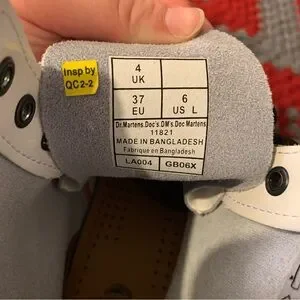 Insp by
QC2-2
4
UK
37
EU
6
US L
Dr.Martens.Doc's.DM's.Doc Martens
11821
MADE IN BANGLADESH
Fabriqué en Bangladesh
LA004
GB06X